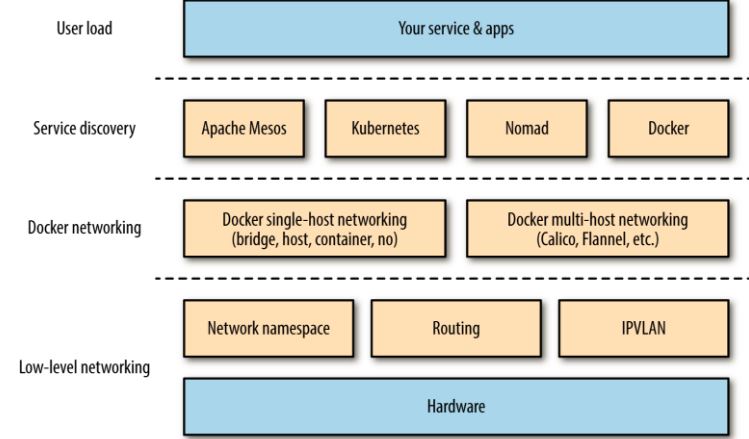 User load
Your service & apps
Service discovery
Apache Mesos
Kubernetes
Nomad
Docker
Docker networking
Docker single-host networking
(bridge, host, container, no)
Docker multi-host networking
(Calico, Flannel, etc.)
Low-level networking
Network namespace
Routing
IPVLAN
Hardware